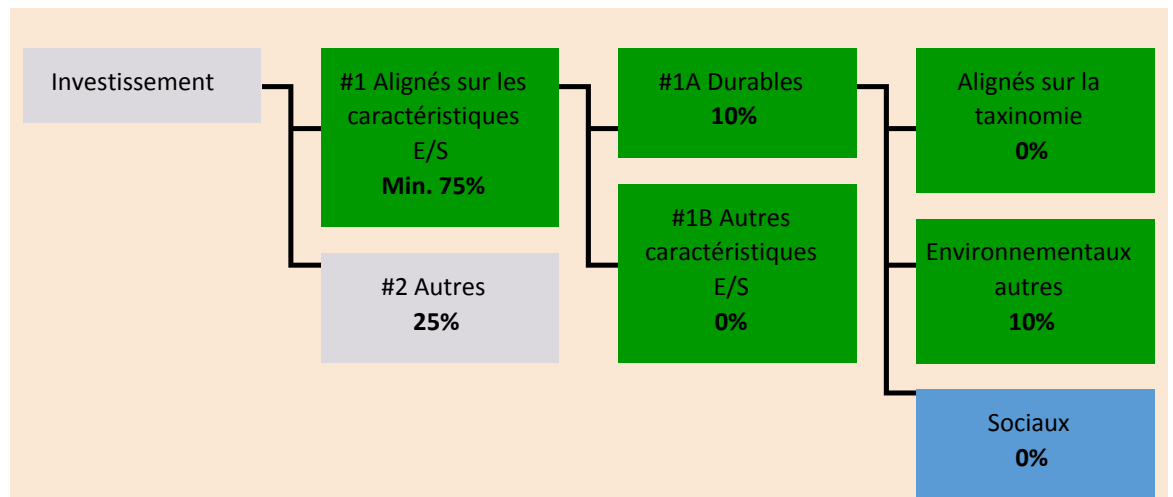 Investissement
#1 Alignés sur les
caractéristiques
E/S
Min. 75%
#2 Autres
25%
#1A Durables
10%
#1B Autres
caractéristiques
E/S
0%
Alignés sur la
taxinomie
0%
Environnementaux
autres
10%
Sociaux
0%